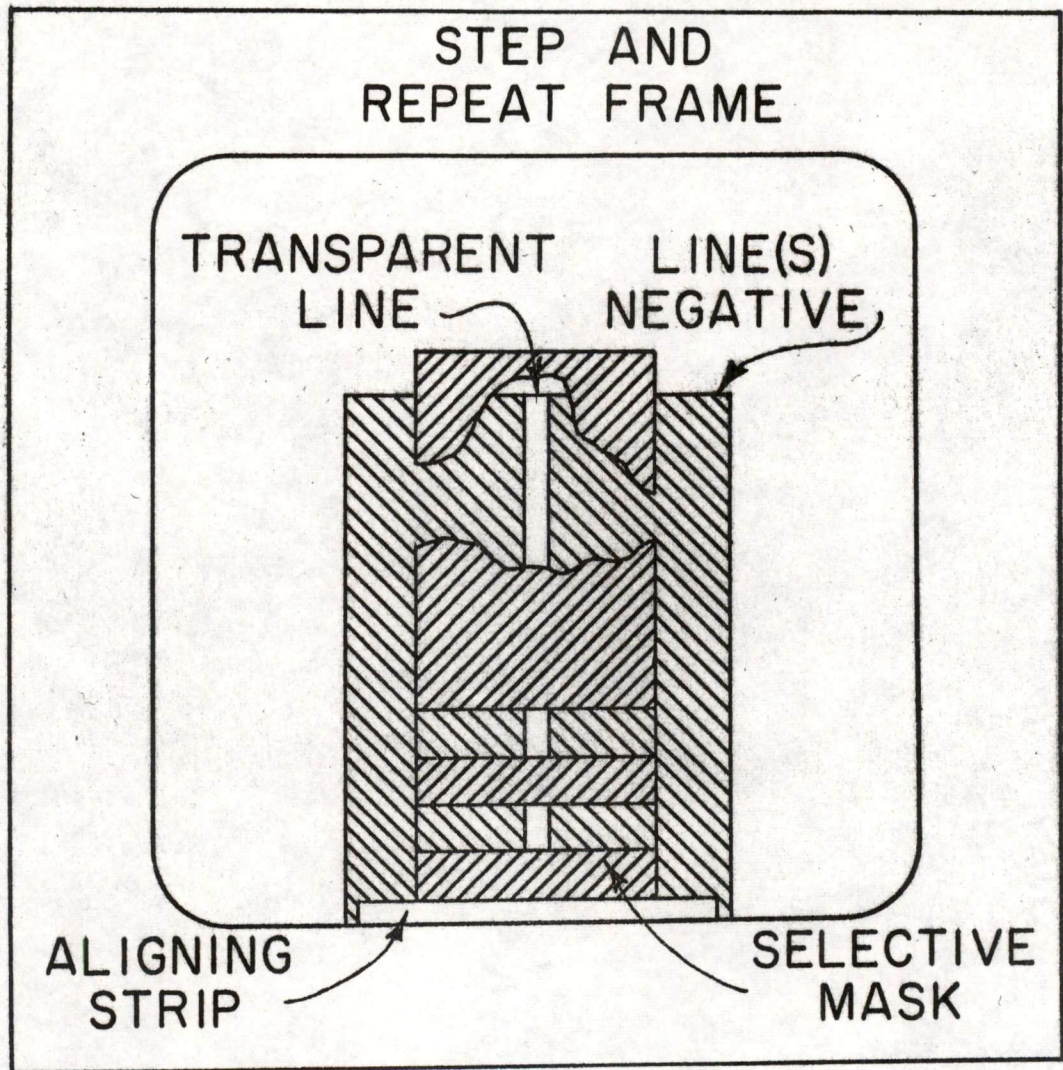 STEP AND
REPEAT FRAME
TRANSPARENT
LINE
LINE(S)
NEGATIVE
ALIGNING
STRIP
SELECTIVE
MASK